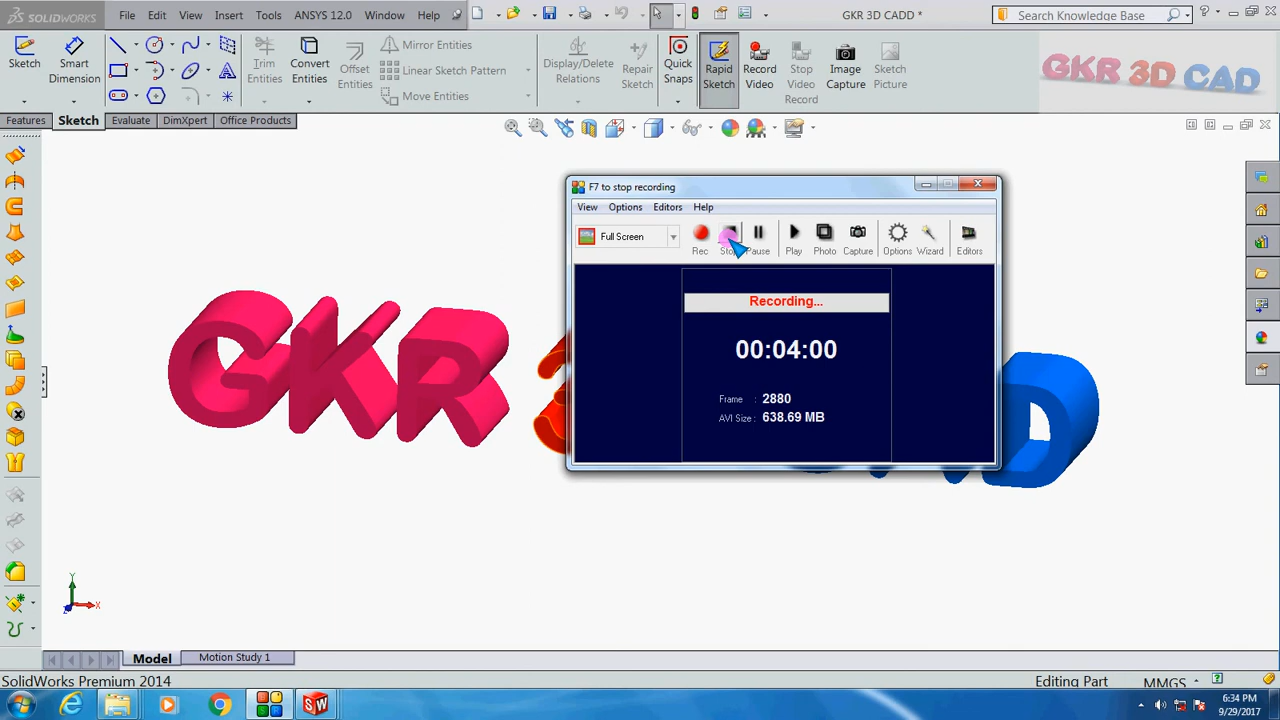 SOLIDWORKS File Edit View Insert Tools ANSYS 12.0 Window Help GKR 3D CADD * Search Knowledge Base
Sketch
Smart Dimension
Trim Entities
Convert Entities
Offset Entities
Mirror Entities
Linear Sketch Pattern
Move Entities
Display/Delete Relations
Repair Sketch
Quick Snaps
Rapid Sketch
Record Video
Stop Video Record
Image Capture
Sketch Picture
GKR 3D CAD
Features Sketch Evaluate DimXpert Office Products
F7 to stop recording
View Options Editors Help
Full Screen
Rec Stop Pause Play Photo Capture Options Wizard Editors
Recording...
00:04:00
Frame : 2880
AVI Size : 638.69 MB
GKR
D
Y
X
Z
Model Motion Study 1
SolidWorks Premium 2014 Editing Part MMGS
6:34 PM
9/29/2017